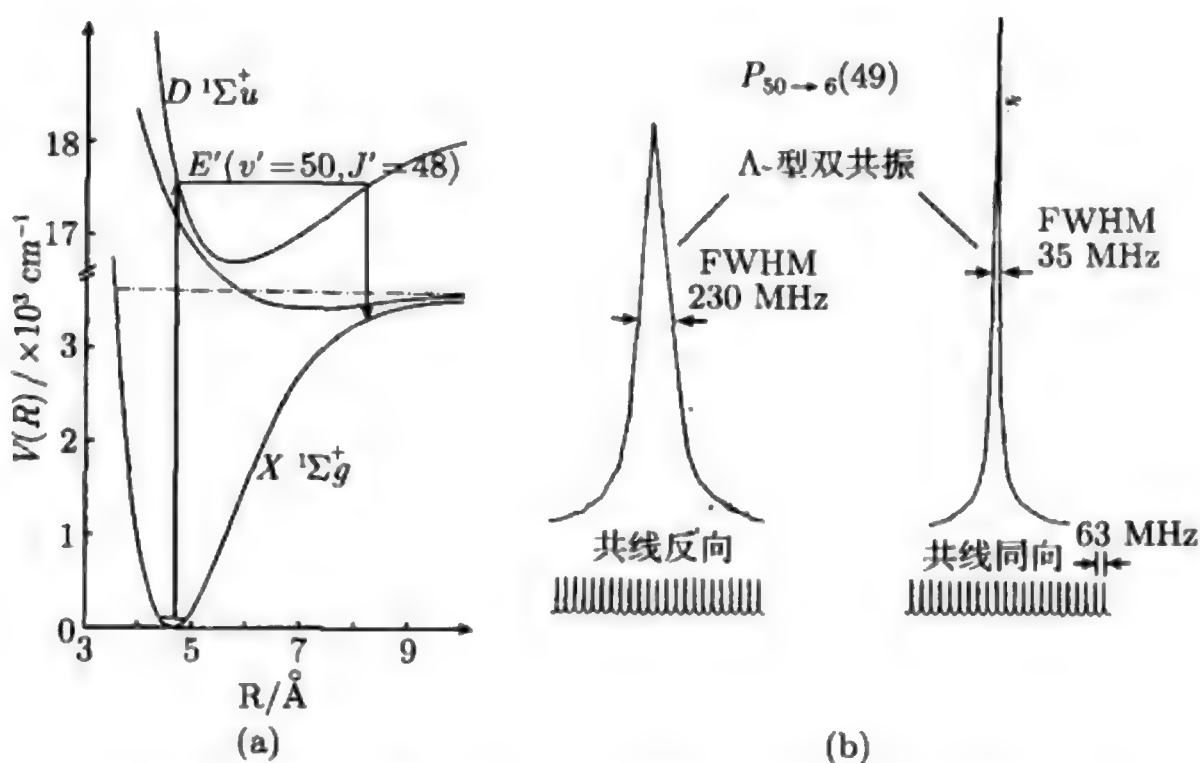 V(R) / ×10³ cm⁻¹
18
17
3
2
1
0
3
5
7
9
R/Å
D ¹Σu⁺
E′(v′=50, J′=48)
X ¹Σg⁺
(a)
P₅₀→₆(49)
Λ-型双共振
FWHM
230 MHz
FWHM
35 MHz
共线反向
共线同向
63 MHz
(b)